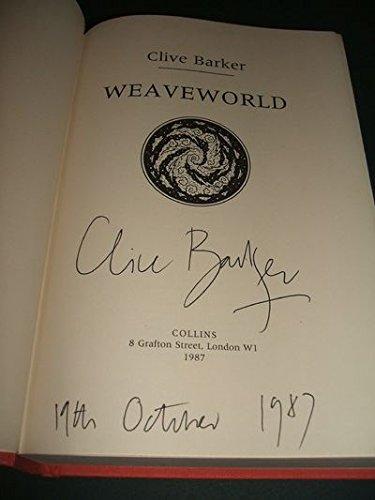 Clive Barker
WEAVEWORLD
Clive Barker
COLLINS
8 Grafton Street, London W1
1987
19th October 1987